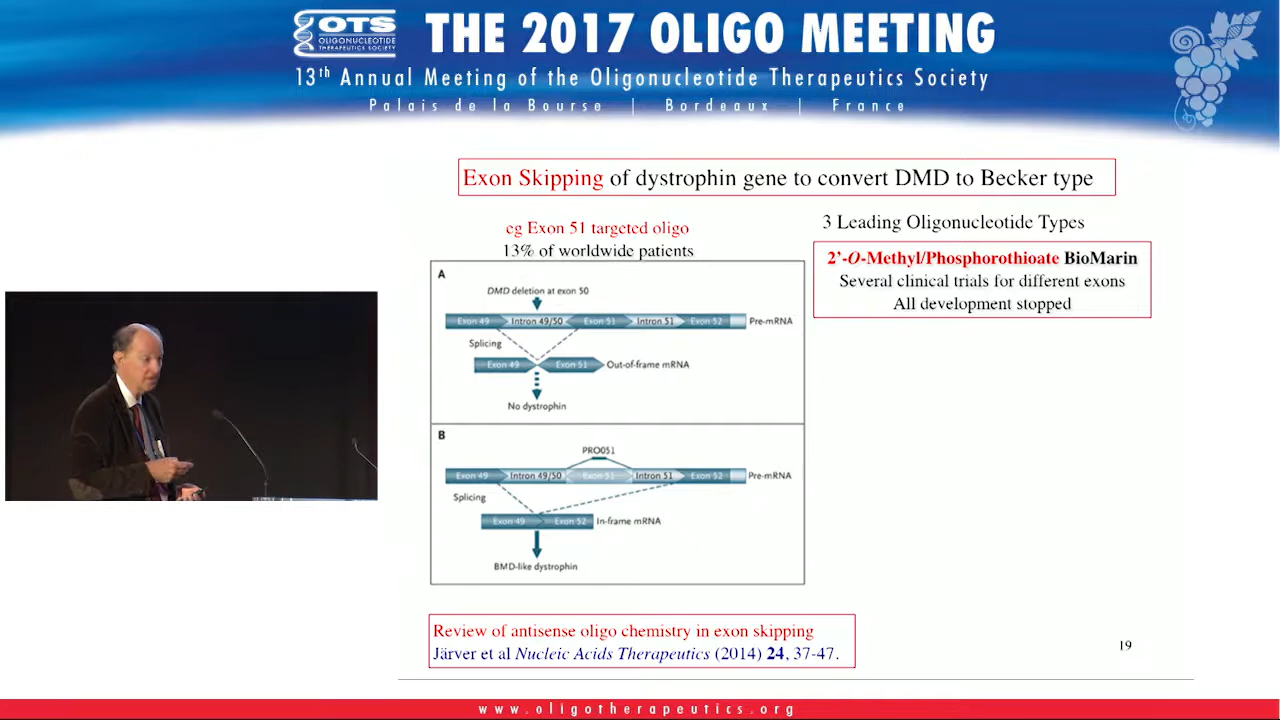 OTS
OLIGONUCLEOTIDE
THERAPEUTICS SOCIETY
THE 2017 OLIGO MEETING
13th Annual Meeting of the Oligonucleotide Therapeutics Society
Palais de la Bourse | Bordeaux | France
Exon Skipping of dystrophin gene to convert DMD to Becker type
eg Exon 51 targeted oligo
13% of worldwide patients
A
DMD deletion at exon 50
Exon 49 Intron 49/50 Exon 51 Intron 51 Exon 52 Pre-mRNA
Splicing
Exon 49 Exon 51 Out-of-frame mRNA
No dystrophin
B
PRO051
Exon 49 Intron 49/50 Exon 51 Intron 51 Exon 52 Pre-mRNA
Splicing
Exon 49 Exon 52 In-frame mRNA
BMD-like dystrophin
3 Leading Oligonucleotide Types
2’-O-Methyl/Phosphorothioate BioMarin
Several clinical trials for different exons
All development stopped
Review of antisense oligo chemistry in exon skipping
Järver et al Nucleic Acids Therapeutics (2014) 24, 37-47.
19
www.oligotherapeutics.org